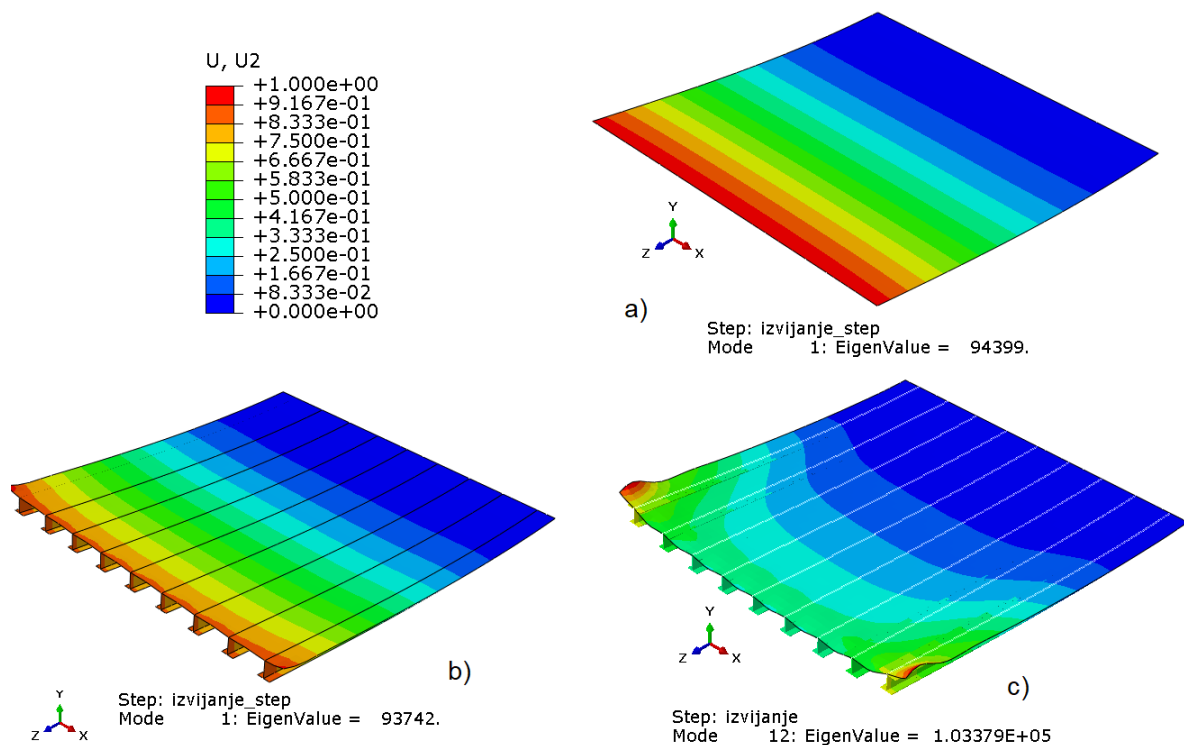 U, U2
+1.000e+00
+9.167e-01
+8.333e-01
+7.500e-01
+6.667e-01
+5.833e-01
+5.000e-01
+4.167e-01
+3.333e-01
+2.500e-01
+1.667e-01
+8.333e-02
+0.000e+00
Y
Z
X
a)
Step: izvijanje_step
Mode 1: EigenValue = 94399.
b)
Step: izvijanje_step
Mode 1: EigenValue = 93742.
Y
Z
X
Y
Z
X
c)
Step: izvijanje
Mode 12: EigenValue = 1.03379E+05